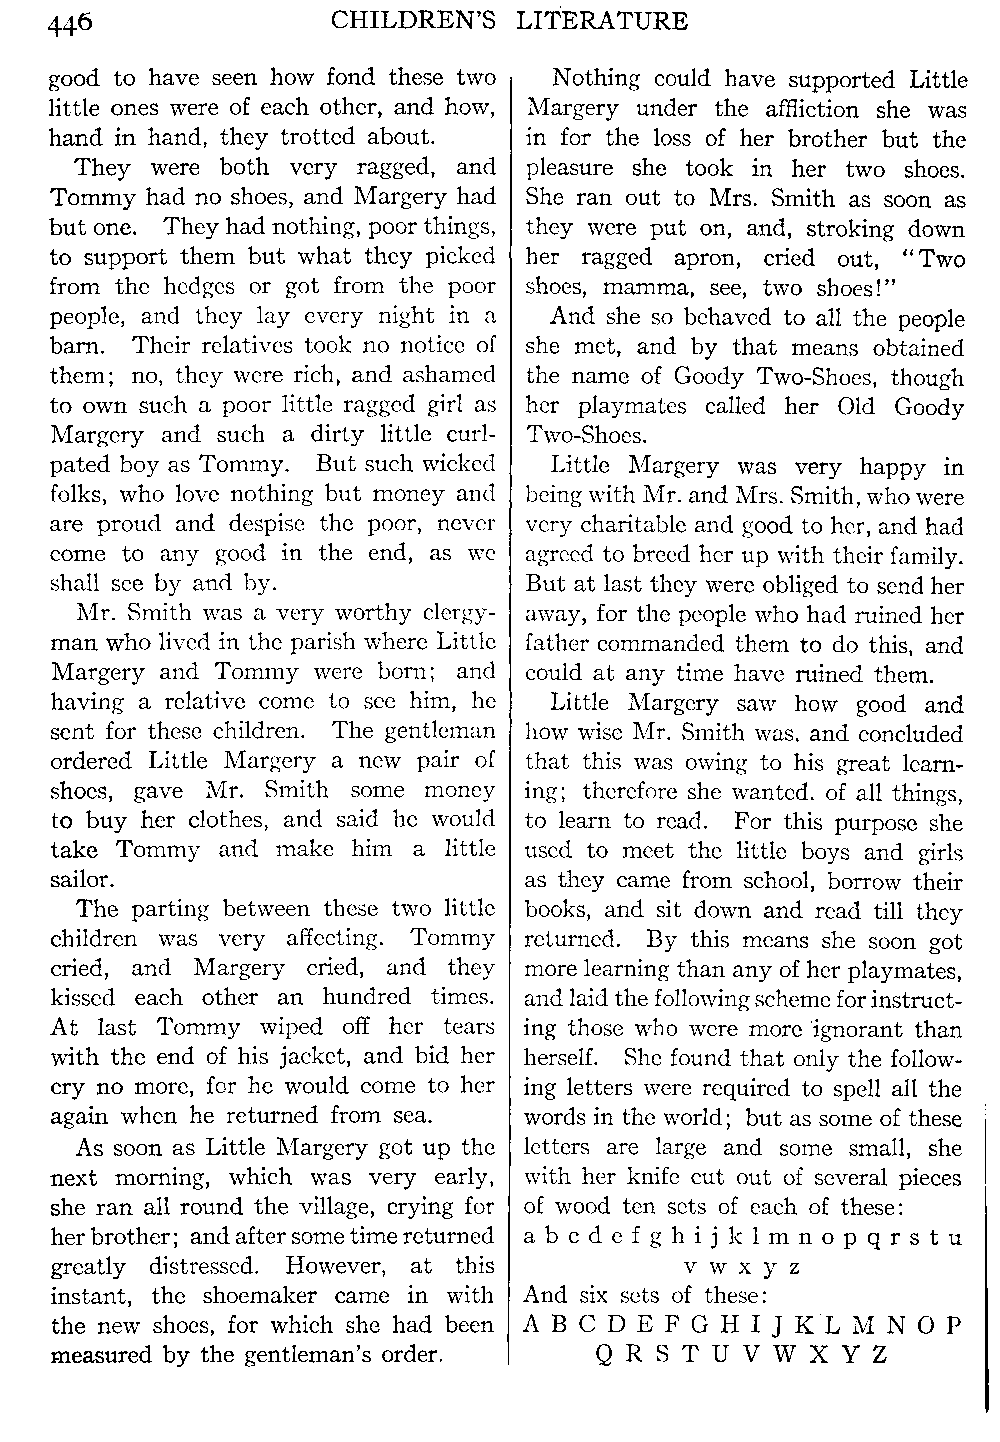 446
CHILDREN'S LITERATURE
good to have seen how fond these two
little ones were of each other, and how,
hand in hand, they trotted about.
They were both very ragged, and
Tommy had no shoes, and Margery had
but one. They had nothing, poor things,
to support them but what they picked
from the hedges or got from the poor
people, and they lay every night in a
barn. Their relatives took no notice of
them; no, they were rich, and ashamed
to own such a poor little ragged girl as
Margery and such a dirty little curl-
pated boy as Tommy. But such wicked
folks, who love nothing but money and
are proud and despise the poor, never
come to any good in the end, as we
shall see by and by.
Mr. Smith was a very worthy clergy-
man who lived in the parish where Little
Margery and Tommy were born; and
having a relative come to see him, he
sent for these children. The gentleman
ordered Little Margery a new pair of
shoes, gave Mr. Smith some money
to buy her clothes, and said he would
take Tommy and make him a little
sailor.
The parting between these two little
children was very affecting. Tommy
cried, and Margery cried, and they
kissed each other an hundred times.
At last Tommy wiped off her tears
with the end of his jacket, and bid her
cry no more, for he would come to her
again when he returned from sea.
As soon as Little Margery got up the
next morning, which was very early,
she ran all round the village, crying for
her brother; and after some time returned
greatly distressed. However, at this
instant, the shoemaker came in with
the new shoes, for which she had been
measured by the gentleman's order.
Nothing could have supported Little
Margery under the affliction she was
in for the loss of her brother but the
pleasure she took in her two shoes.
She ran out to Mrs. Smith as soon as
they were put on, and, stroking down
her ragged apron, cried out, "Two
shoes, mamma, see, two shoes!"
And she so behaved to all the people
she met, and by that means obtained
the name of Goody Two-Shoes, though
her playmates called her Old Goody
Two-Shoes.
Little Margery was very happy in
being with Mr. and Mrs. Smith, who were
very charitable and good to her, and had
agreed to breed her up with their family.
But at last they were obliged to send her
away, for the people who had ruined her
father commanded them to do this, and
could at any time have ruined them.
Little Margery saw how good and
how wise Mr. Smith was, and concluded
that this was owing to his great learn-
ing; therefore she wanted, of all things,
to learn to read. For this purpose she
used to meet the little boys and girls
as they came from school, borrow their
books, and sit down and read till they
returned. By this means she soon got
more learning than any of her playmates,
and laid the following scheme for instruct-
ing those who were more ignorant than
herself. She found that only the follow-
ing letters were required to spell all the
words in the world; but as some of these
letters are large and some small, she
with her knife cut out of several pieces
of wood ten sets of each of these:
a b c d e f g h i j k l m n o p q r s t u
v w x y z
And six sets of these:
A B C D E F G H I J K L M N O P
Q R S T U V W X Y Z